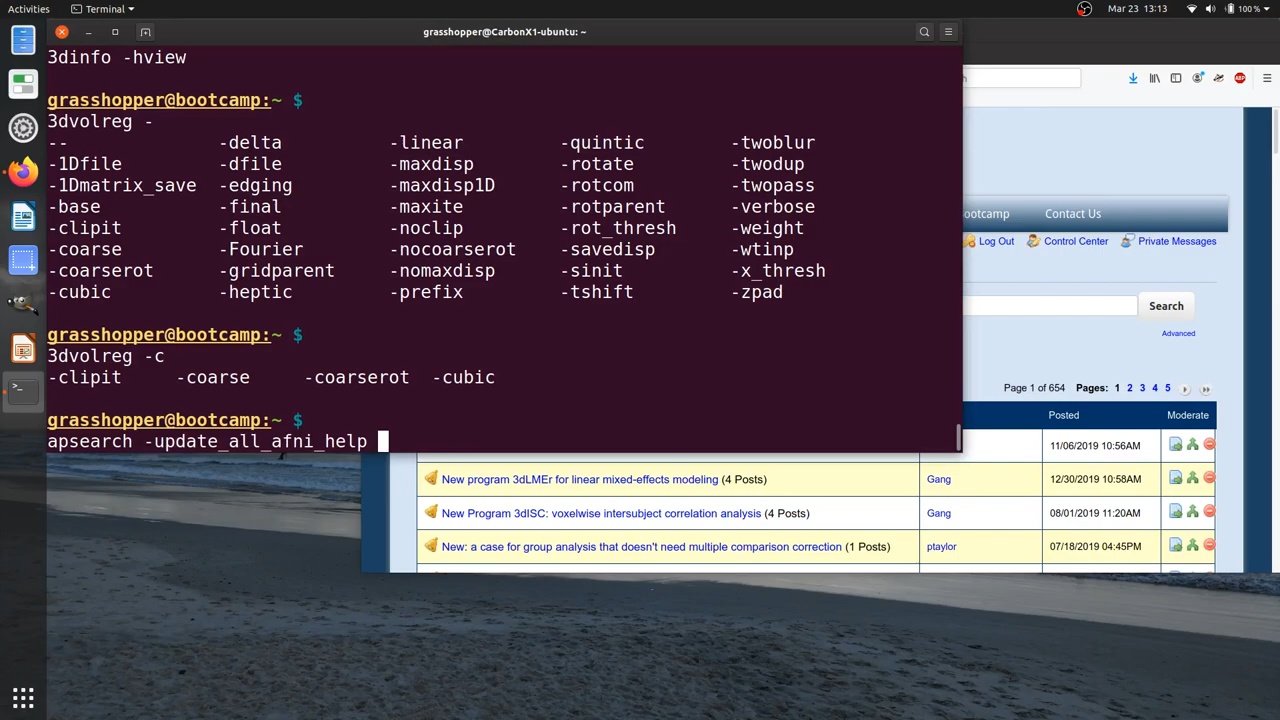 Activities
Terminal
Mar 23 13:13
100 %
grasshopper@CarbonX1-ubuntu: ~
3dinfo -hview
grasshopper@bootcamp:~ $
3dvolreg -
-- -delta -linear -quintic -twoblur
-1Dfile -dfile -maxdisp -rotate -twodup
-1Dmatrix_save -edging -maxdisp1D -rotcom -twopass
-base -final -maxite -rotparent -verbose
-clipit -float -noclip -rot_thresh -weight
-coarse -Fourier -nocoarserot -savedisp -wtinp
-coarserot -gridparent -nomaxdisp -sinit -x_thresh
-cubic -heptic -prefix -tshift -zpad
grasshopper@bootcamp:~ $
3dvolreg -c
-clipit -coarse -coarserot -cubic
grasshopper@bootcamp:~ $
apsearch -update_all_afni_help
h
ABP
ootcamp Contact Us
Log Out Control Center Private Messages
Search
Advanced
Page 1 of 654 Pages: 1 2 3 4 5
Posted Moderate
11/06/2019 10:56AM
New program 3dLMEr for linear mixed-effects modeling (4 Posts) Gang 12/30/2019 10:58AM
New Program 3dISC: voxelwise intersubject correlation analysis (4 Posts) Gang 08/01/2019 11:20AM
New: a case for group analysis that doesn't need multiple comparison correction (1 Posts) ptaylor 07/18/2019 04:45PM